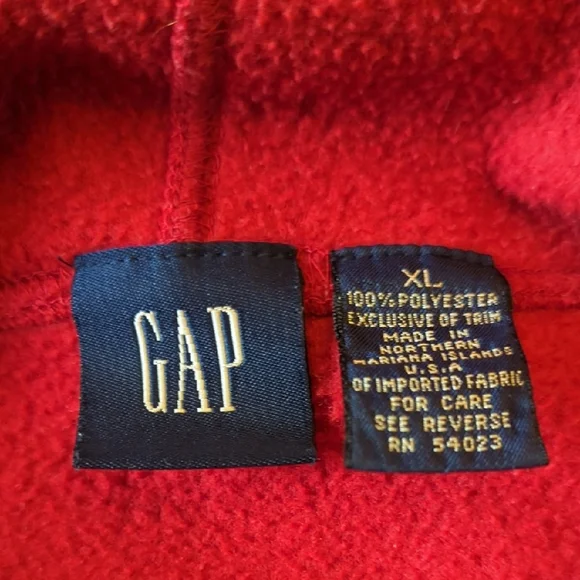 GAP
XL
100% POLYESTER
EXCLUSIVE OF TRIM
MADE IN
NORTHERN
MARIANA ISLANDS
U.S.A
OF IMPORTED FABRIC
FOR CARE
SEE REVERSE
RN 54023